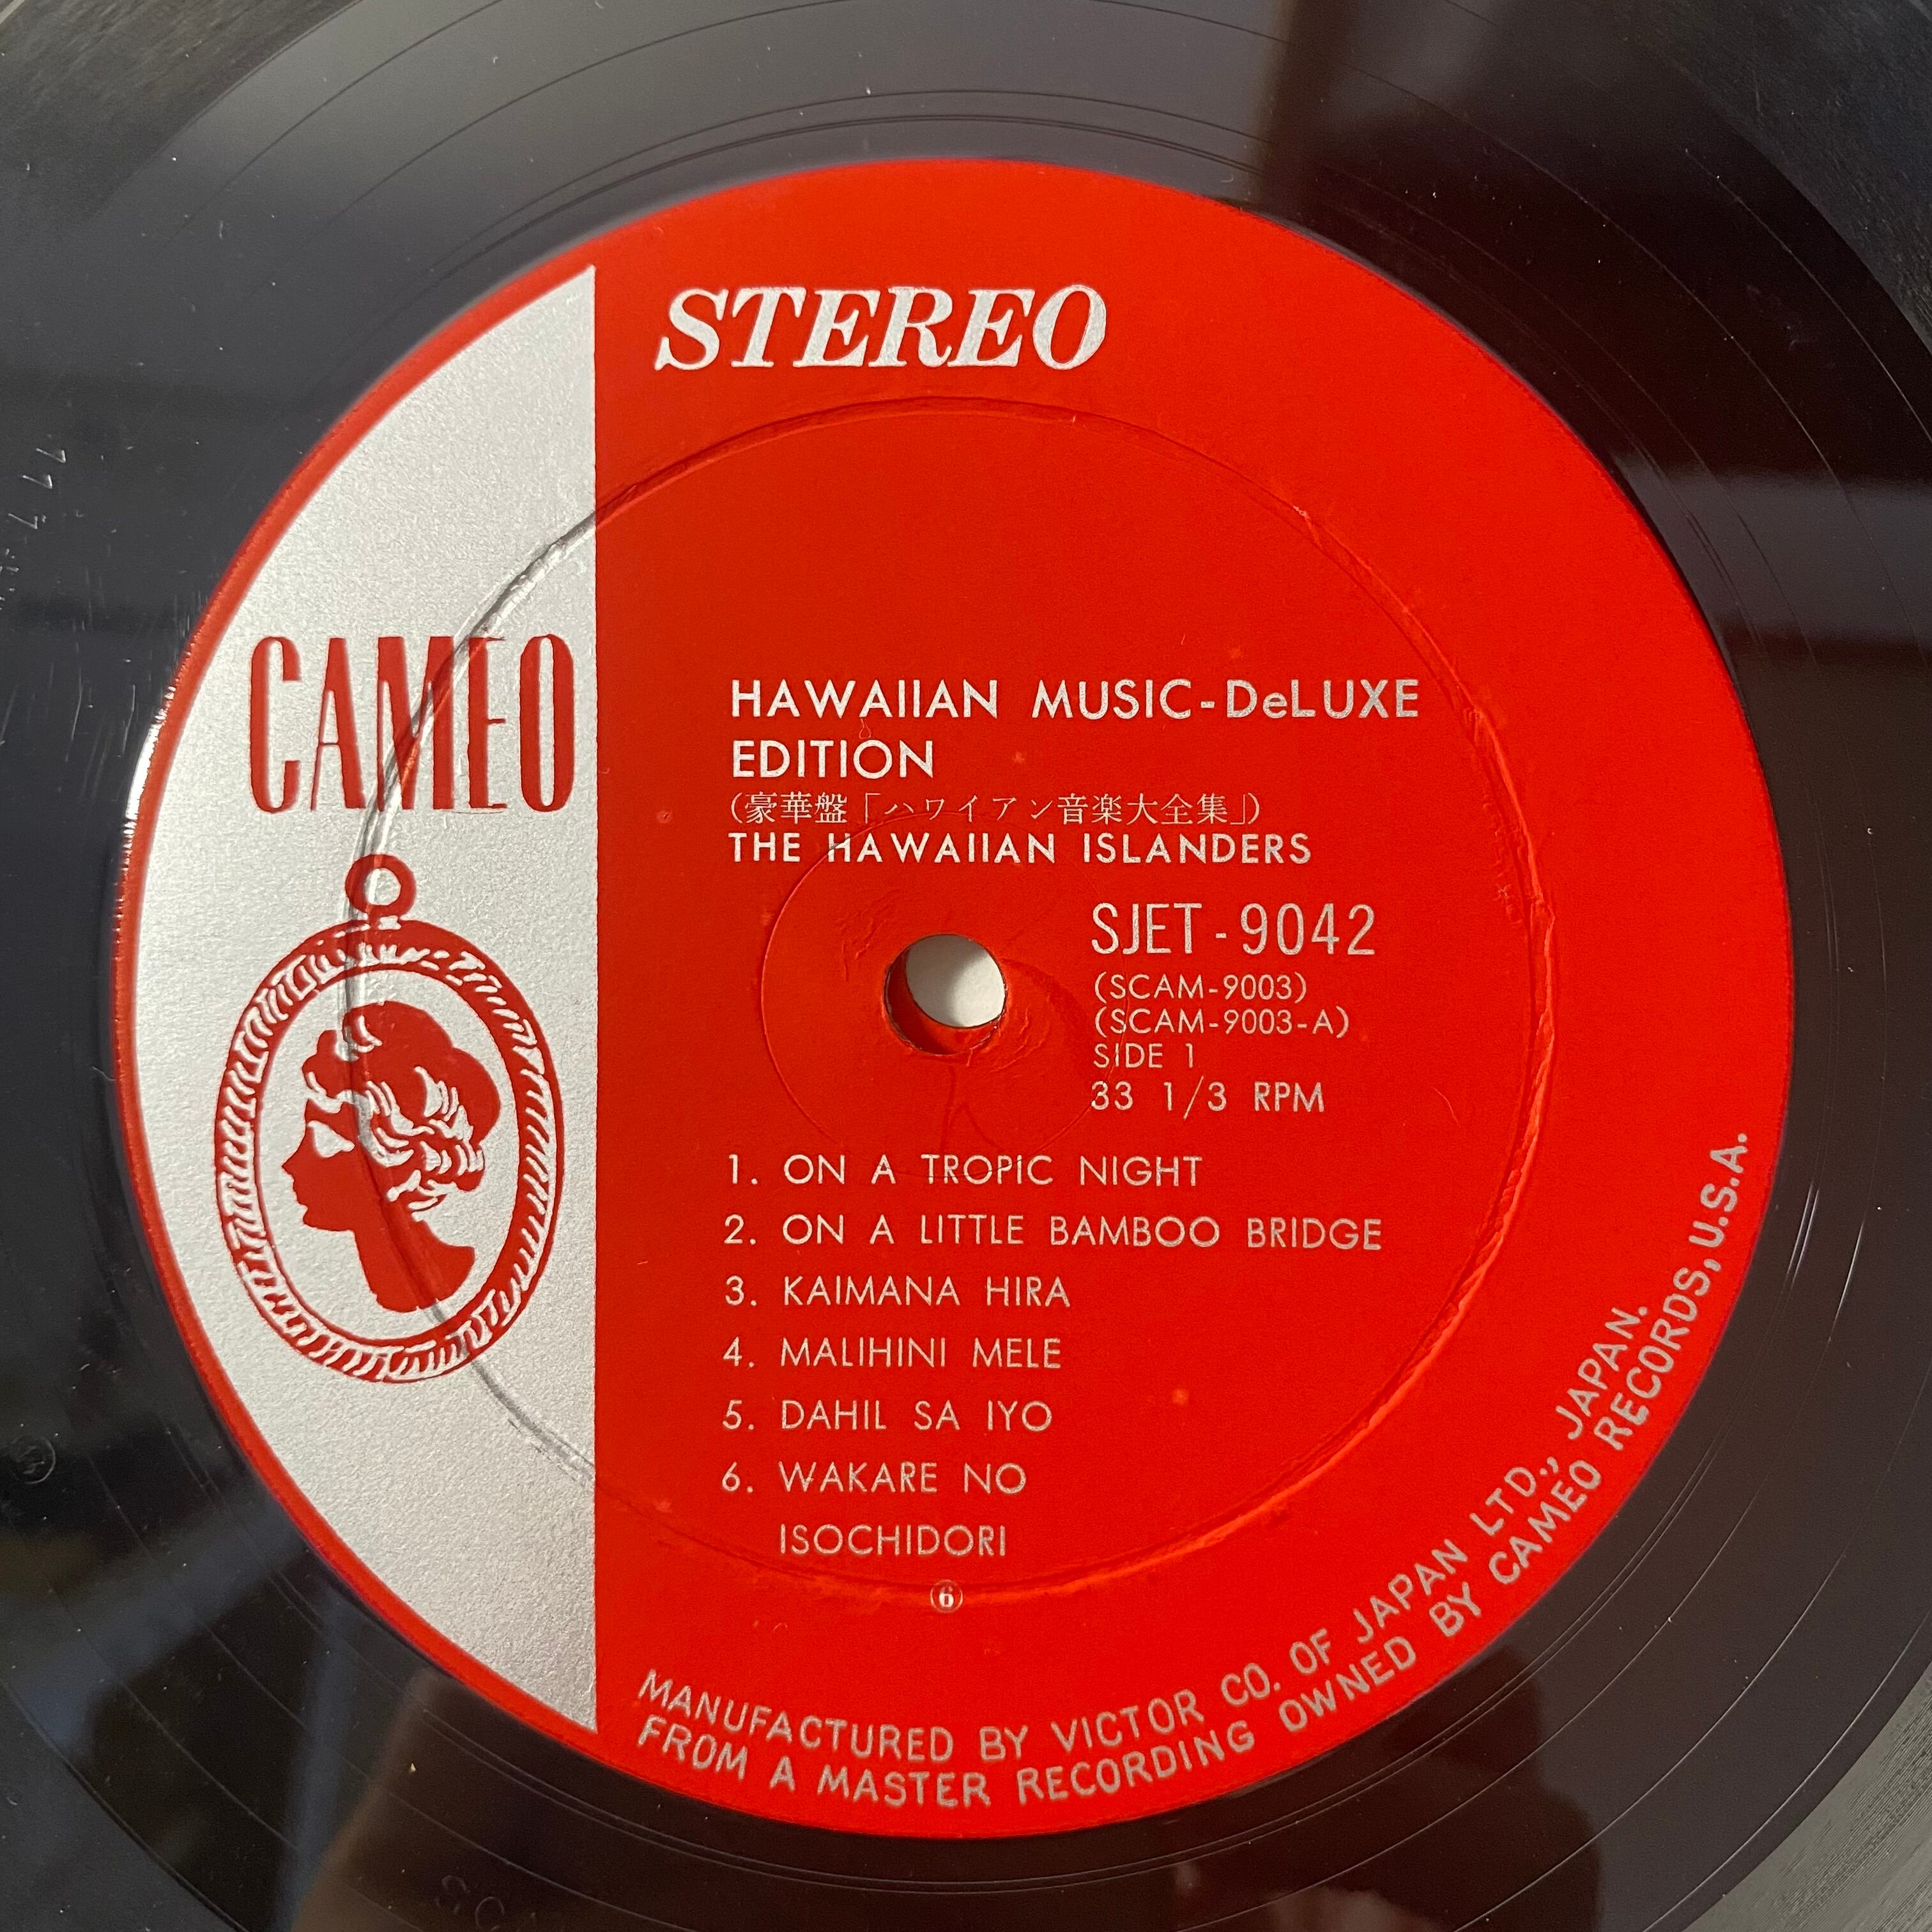 STEREO
CAMEO
HAWAIIAN MUSIC-DeLUXE
EDITION
(豪華盤「ハワイアン音楽大全集」)
THE HAWAIIAN ISLANDERS
SJET-9042
(SCAM-9003)
(SCAM-9003-A)
SIDE 1
33 1/3 RPM
1. ON A TROPIC NIGHT
2. ON A LITTLE BAMBOO BRIDGE
3. KAIMANA HIRA
4. MALIHINI MELE
5. DAHIL SA IYO
6. WAKARE NO
ISOCHIDORI
⑥
MANUFACTURED BY VICTOR CO. OF JAPAN LTD., JAPAN.
FROM A MASTER RECORDING OWNED BY CAMEO RECORDS, U.S.A.